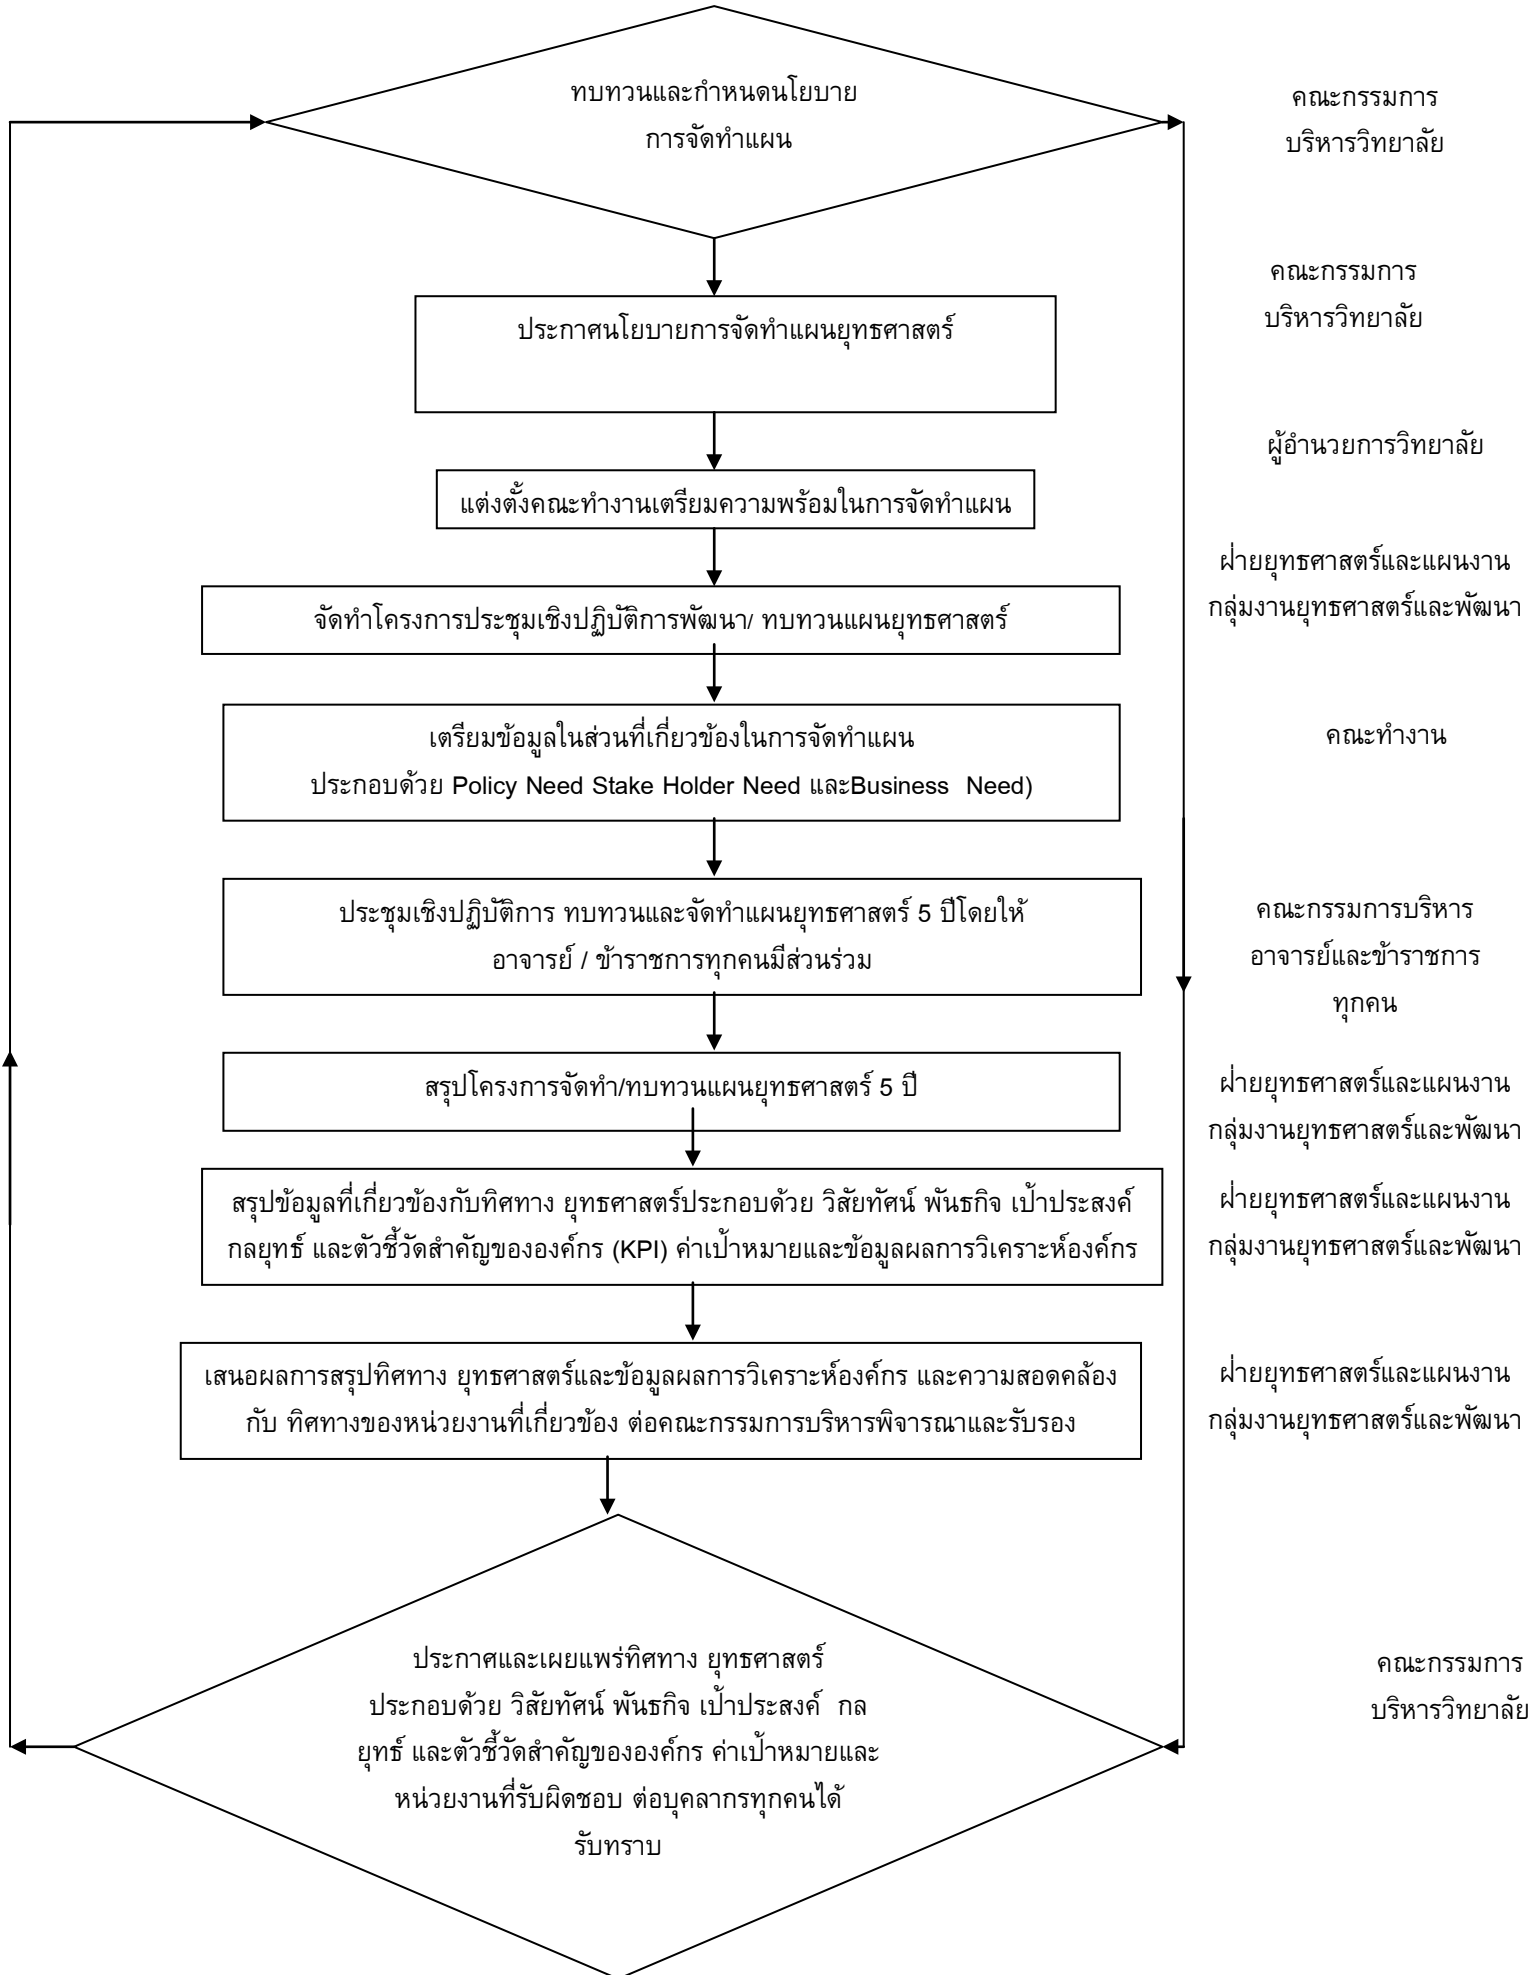 ทบทวนและกำหนดนโยบาย
การจัดทำแผน
คณะกรรมการ
บริหารวิทยาลัย
ประกาศนโยบายการจัดทำแผนยุทธศาสตร์
คณะกรรมการ
บริหารวิทยาลัย
แต่งตั้งคณะทำงานเตรียมความพร้อมในการจัดทำแผน
ผู้อำนวยการวิทยาลัย
จัดทำโครงการประชุมเชิงปฏิบัติการพัฒนา/ ทบทวนแผนยุทธศาสตร์
ฝ่ายยุทธศาสตร์และแผนงาน
กลุ่มงานยุทธศาสตร์และพัฒนา
เตรียมข้อมูลในส่วนที่เกี่ยวข้องในการจัดทำแผน
ประกอบด้วย Policy Need Stake Holder Need และBusiness  Need)
คณะทำงาน
ประชุมเชิงปฏิบัติการ ทบทวนและจัดทำแผนยุทธศาสตร์ 5 ปีโดยให้
อาจารย์ / ข้าราชการทุกคนมีส่วนร่วม
คณะกรรมการบริหาร
อาจารย์และข้าราชการ
ทุกคน
สรุปโครงการจัดทำ/ทบทวนแผนยุทธศาสตร์ 5 ปี
ฝ่ายยุทธศาสตร์และแผนงาน
กลุ่มงานยุทธศาสตร์และพัฒนา
สรุปข้อมูลที่เกี่ยวข้องกับทิศทาง ยุทธศาสตร์ประกอบด้วย วิสัยทัศน์ พันธกิจ เป้าประสงค์
กลยุทธ์ และตัวชี้วัดสำคัญขององค์กร (KPI) ค่าเป้าหมายและข้อมูลผลการวิเคราะห์องค์กร
ฝ่ายยุทธศาสตร์และแผนงาน
กลุ่มงานยุทธศาสตร์และพัฒนา
เสนอผลการสรุปทิศทาง ยุทธศาสตร์และข้อมูลผลการวิเคราะห์องค์กร และความสอดคล้อง
กับ ทิศทางของหน่วยงานที่เกี่ยวข้อง ต่อคณะกรรมการบริหารพิจารณาและรับรอง
ฝ่ายยุทธศาสตร์และแผนงาน
กลุ่มงานยุทธศาสตร์และพัฒนา
ประกาศและเผยแพร่ทิศทาง ยุทธศาสตร์
ประกอบด้วย วิสัยทัศน์ พันธกิจ เป้าประสงค์  กล
ยุทธ์ และตัวชี้วัดสำคัญขององค์กร ค่าเป้าหมายและ
หน่วยงานที่รับผิดชอบ ต่อบุคลากรทุกคนได้
รับทราบ
คณะกรรมการ
บริหารวิทยาลัย